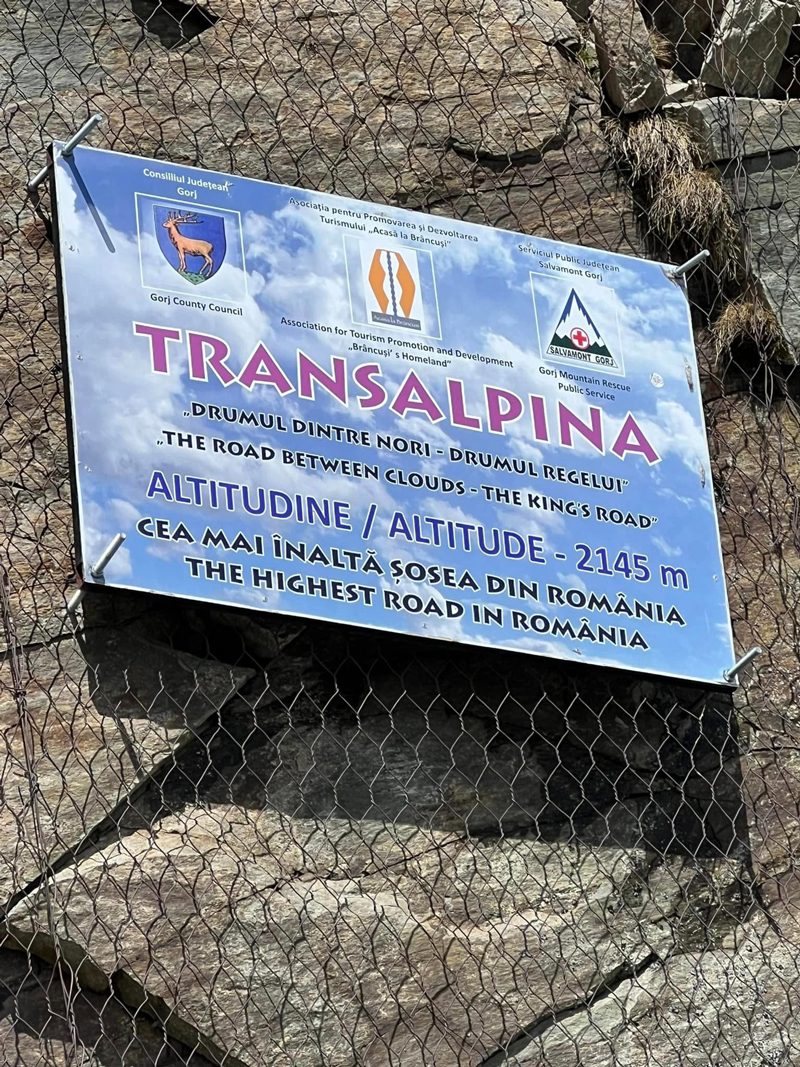 Consiliul Județean
Gorj
Gorj County Council
Asociația pentru Promovarea și Dezvoltarea
Turismului „Acasă la Brâncuși"
Acasă la Brâncuși
Association for Tourism Promotion and Development
„Brâncuși' s Homeland"
Serviciul Public Județean
Salvamont Gorj
SALVAMONT GORJ
Gorj Mountain Rescue
Public Service
TRANSALPINA
„DRUMUL DINTRE NORI - DRUMUL REGELUI"
„THE ROAD BETWEEN CLOUDS - THE KING'S ROAD"
ALTITUDINE / ALTITUDE - 2145 m
CEA MAI ÎNALTĂ ȘOSEA DIN ROMÂNIA
THE HIGHEST ROAD IN ROMÂNIA